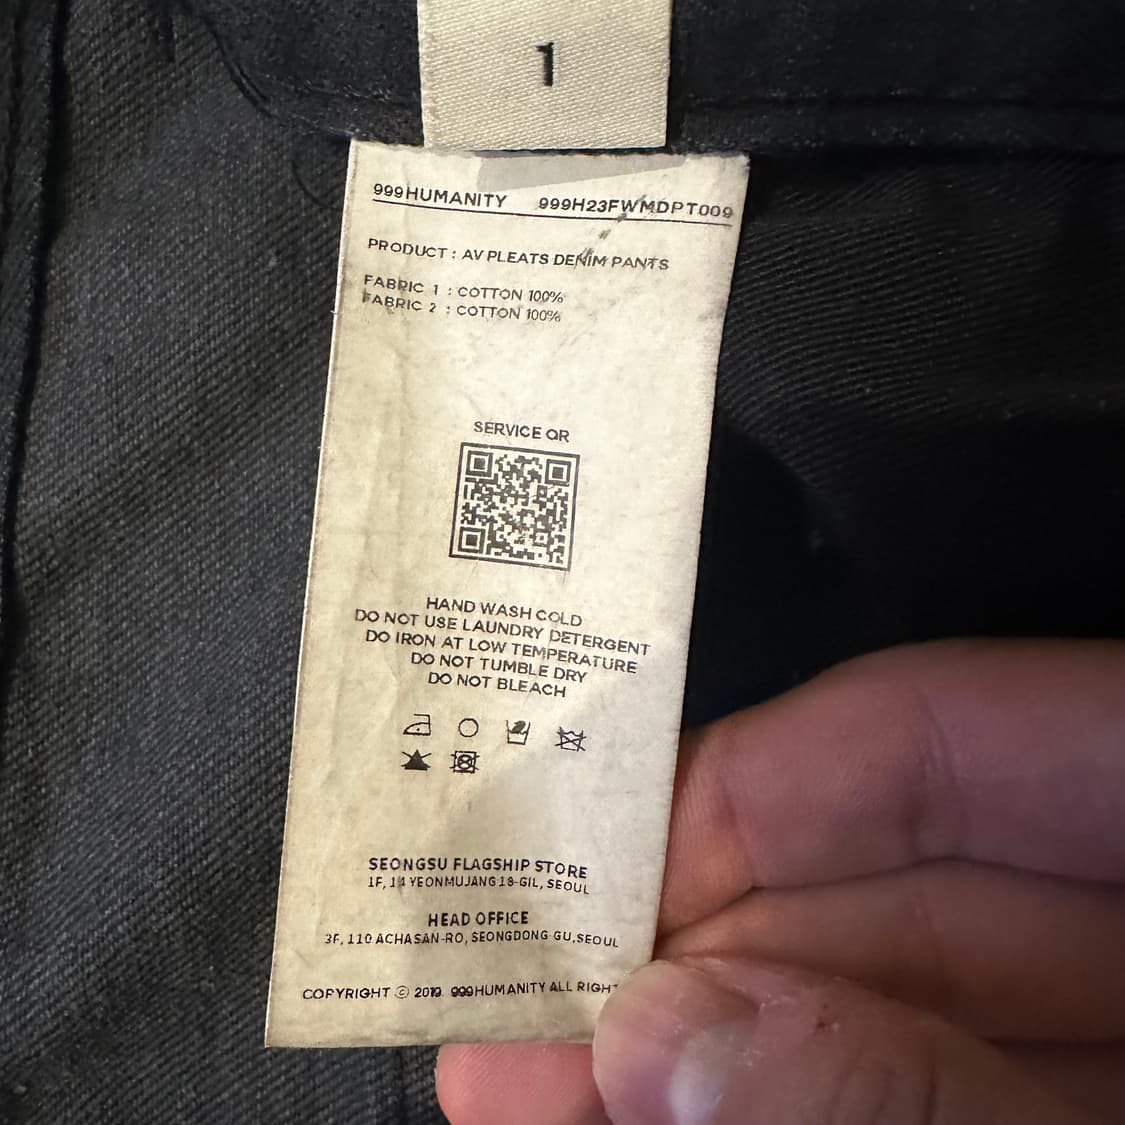 1
999HUMANITY 999H23FWMDPT009
PRODUCT : AV PLEATS DENIM PANTS
FABRIC 1 : COTTON 100%
FABRIC 2 : COTTON 100%
SERVICE QR
HAND WASH COLD
DO NOT USE LAUNDRY DETERGENT
DO IRON AT LOW TEMPERATURE
DO NOT TUMBLE DRY
DO NOT BLEACH
SEONGSU FLAGSHIP STORE
1F, 14 YEONMUJANG 18-GIL, SEOUL
HEAD OFFICE
3F, 110 ACHASAN-RO, SEONGDONG-GU, SEOUL
COPYRIGHT © 2019. 999HUMANITY ALL RIGHT